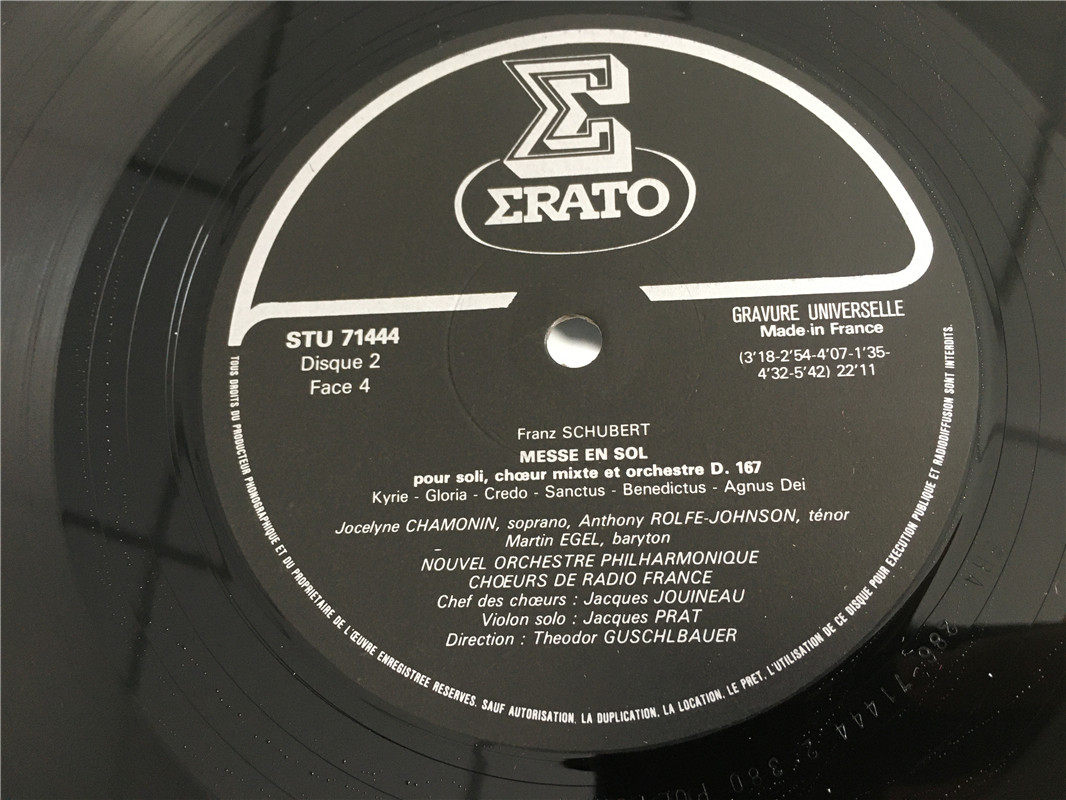 ΣRATO
STU 71444
Disque 2
Face 4
GRAVURE UNIVERSELLE
Made in France
(3'18-2'54-4'07-1'35-
4'32-5'42) 22'11
Franz SCHUBERT
MESSE EN SOL
pour soli, chœur mixte et orchestre D. 167
Kyrie - Gloria - Credo - Sanctus - Benedictus - Agnus Dei
Jocelyne CHAMONIN, soprano, Anthony ROLFE-JOHNSON, ténor
Martin EGEL, baryton
NOUVEL ORCHESTRE PHILHARMONIQUE
CHŒURS DE RADIO FRANCE
Chef des chœurs : Jacques JOUINEAU
Violon solo : Jacques PRAT
Direction : Theodor GUSCHLBAUER
TOUS DROITS DU PRODUCTEUR PHONOGRAPHIQUE ET DU PROPRIETAIRE DE L'ŒUVRE ENREGISTREE RESERVES. SAUF AUTORISATION, LA DUPLICATION, LA LOCATION, LE PRET, L'UTILISATION DE CE DISQUE POUR EXECUTION PUBLIQUE ET RADIODIFFUSION SONT INTERDITS.
71444 2 380